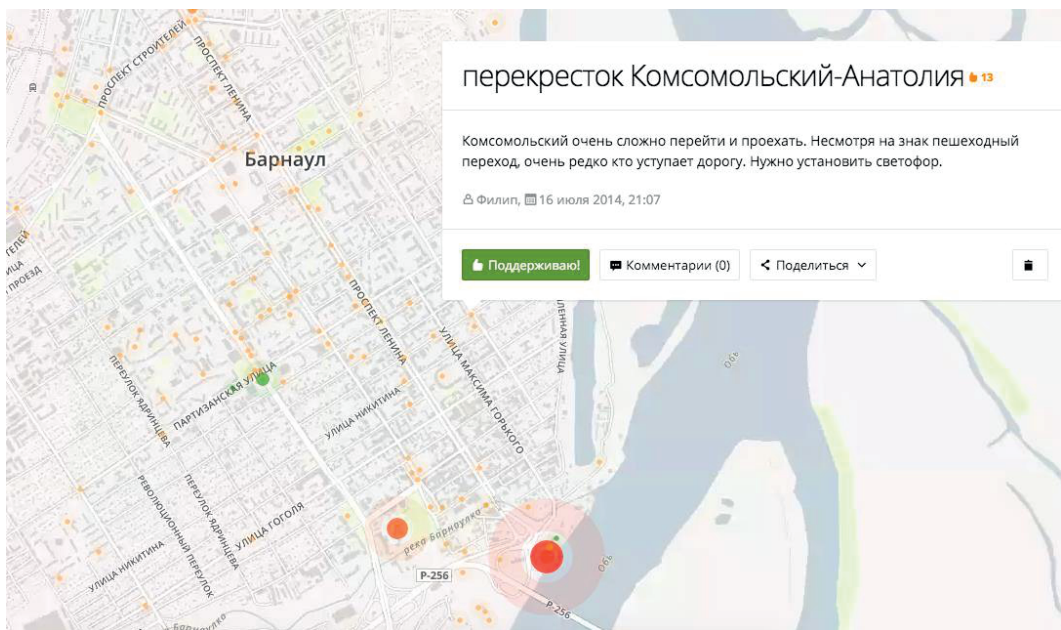 перекресток Комсомольский-Анатолия 13
Комсомольский очень сложно перейти и проехать. Несмотря на знак пешеходный
переход, очень редко кто уступает дорогу. Нужно установить светофор.
Филип, 16 июля 2014, 21:07
Поддерживаю!
Комментарии (0)
Поделиться
ПРОСПЕКТ СТРОИТЕЛЕЙ
ПРОСПЕКТ ЛЕНИНА
Барнаул
ПРОЕЗД
ПРОСПЕКТ ЛЕНИНА
УЛИЦА МАКСИМА ГОРЬКОГО
ПЕРЕУЛОК ЯДРИНЦЕВА
ПАРТИЗАНСКАЯ УЛИЦА
УЛИЦА НИКИТИНА
РЕВОЛЮЦИОННЫЙ ПЕРЕУЛОК
ПЕРЕУЛОК ЯДРИНЦЕВА
УЛИЦА ГОГОЛЯ
УЛИЦА НИКИТИНА
река Барнаулка
Р-256
Р-256
Обь
Обь